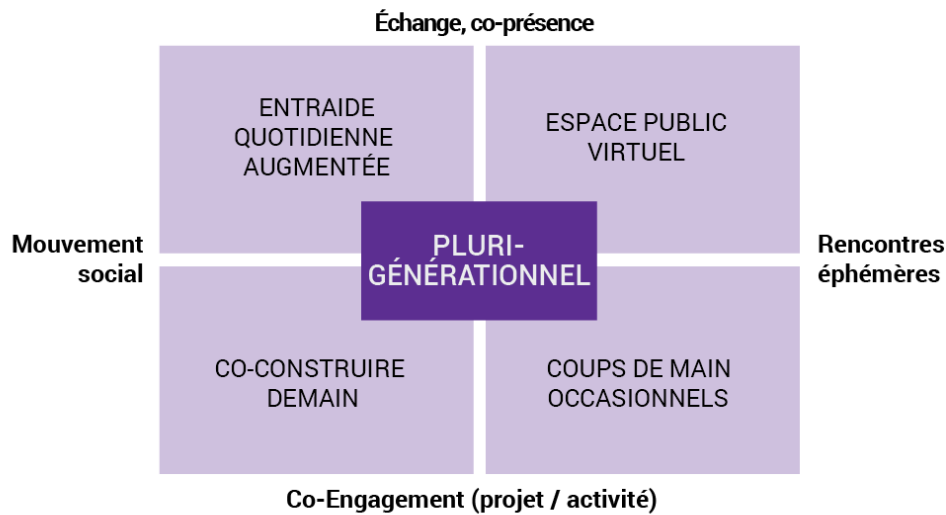 Échange, co-présence
ENTRAIDE
QUOTIDIENNE
AUGMENTÉE
ESPACE PUBLIC
VIRTUEL
Mouvement
social
PLURI-
GÉNÉRATIONNEL
Rencontres
éphémères
CO-CONSTRUIRE
DEMAIN
COUPS DE MAIN
OCCASIONNELS
Co-Engagement (projet / activité)